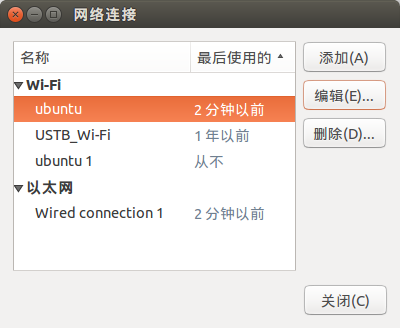 网络连接
名称 最后使用的
Wi-Fi
ubuntu 2 分钟以前
USTB_Wi-Fi 1 年以前
ubuntu 1 从不
以太网
Wired connection 1 2 分钟以前
添加(A)
编辑(E)...
删除(D)...
关闭(C)